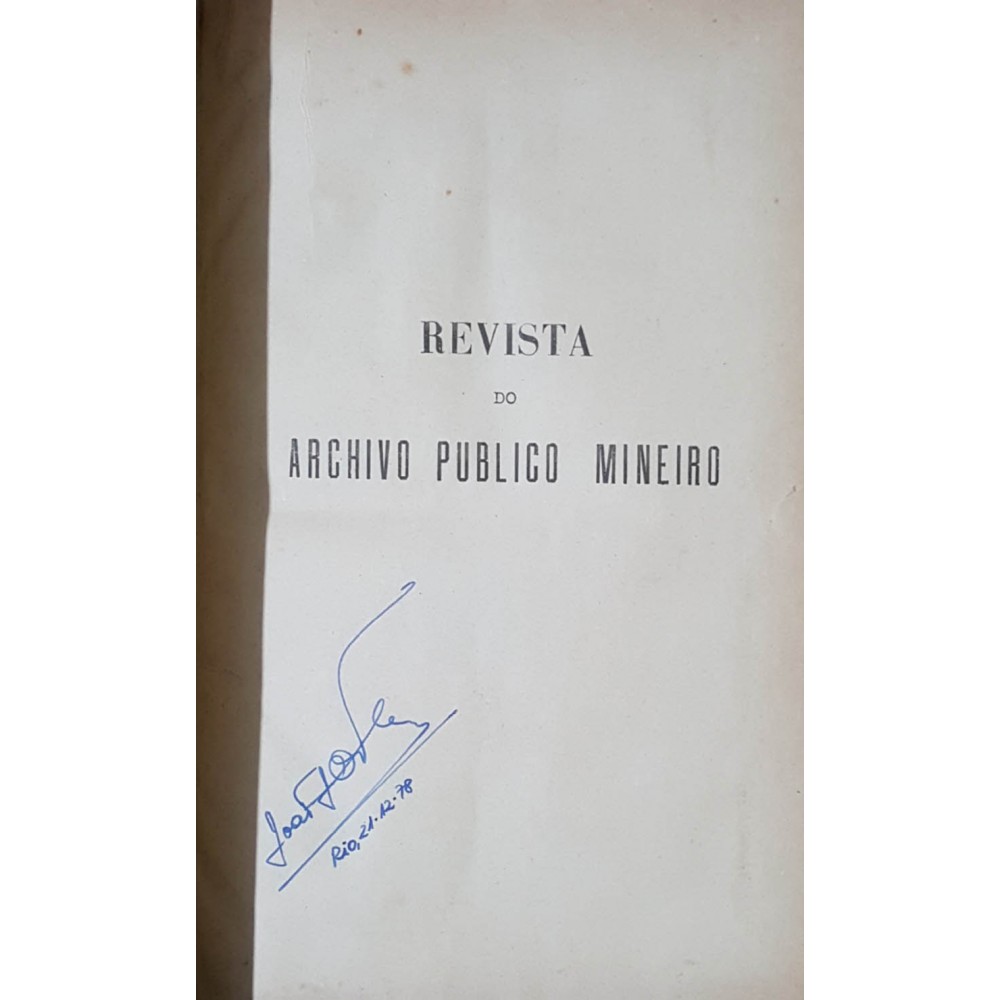 REVISTA
DO
ARCHIVO PUBLICO MINEIRO
Rio, 21.12.78